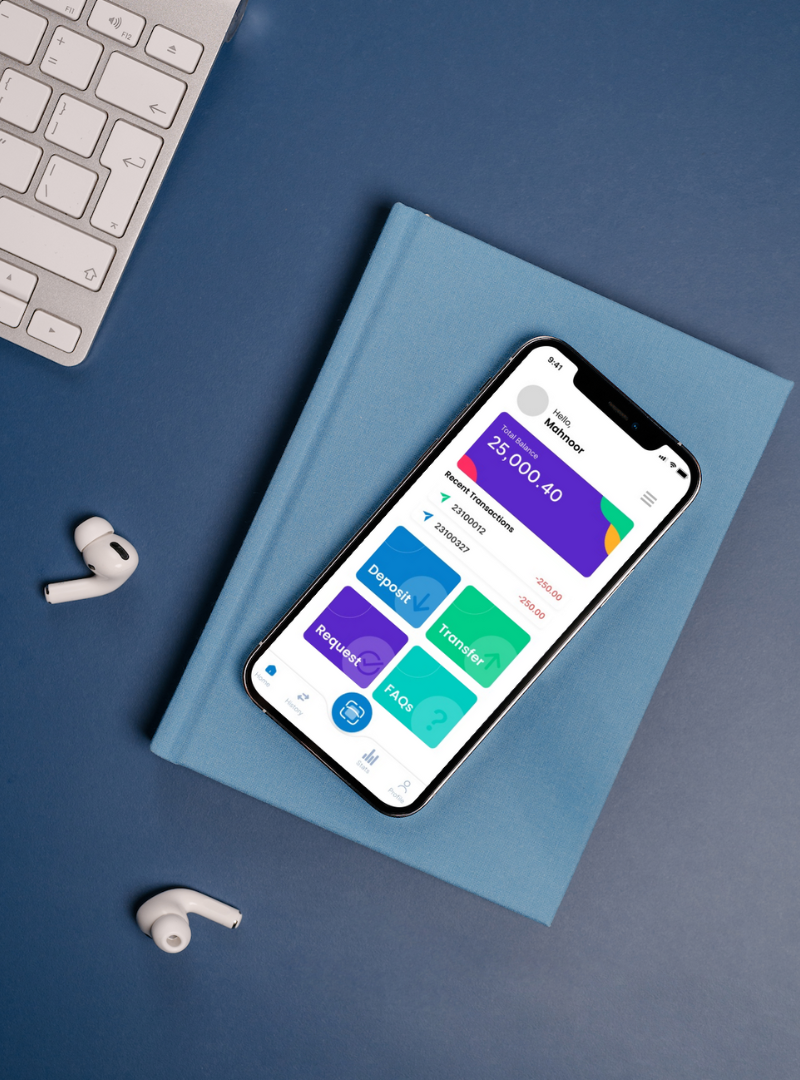 F11
F12
+
=
{
[
}
]
"
|
\
9:41
Hello,
Mahnoor
Total Balance
25,000.40
Recent Transactions
23100012
-250.00
23100327
-250.00
Deposit
Transfer
Request
FAQs
?
Home
History
Stats
Profile